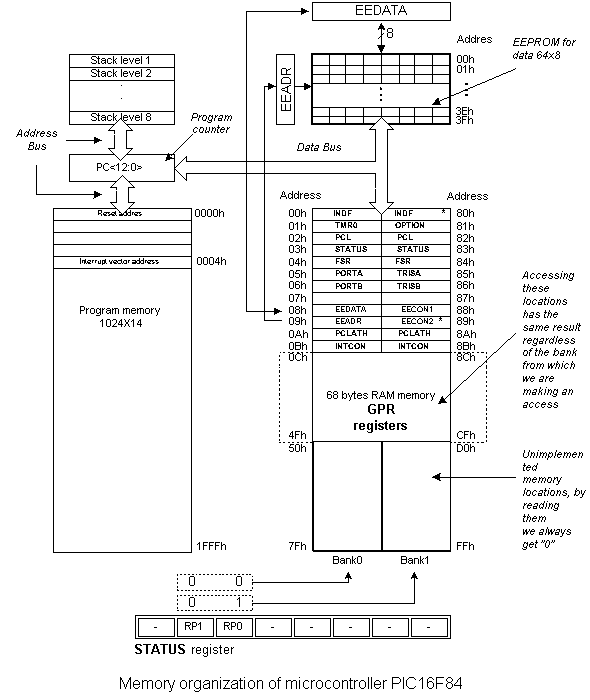 EEDATA
8
Addres
EEPROM for
data 64x8
00h
01h
3Eh
3Fh
EEADR
Stack level 1
Stack level 2
Stack level 8
Program
counter
Address
Bus
PC<12:0>
Data Bus
Reset addres
0000h
Interrupt vector address
0004h
Program memory
1024X14
1FFFh
Address
Address
00h INDF INDF * 80h
01h TMR0 OPTION 81h
02h PCL PCL 82h
03h STATUS STATUS 83h
04h FSR FSR 84h
05h PORTA TRISA 85h
06h PORTB TRISB 86h
07h 87h
08h EEDATA EECON1 88h
09h EEADR EECON2 * 89h
0Ah PCLATH PCLATH 8Ah
0Bh INTCON INTCON 8Bh
0Ch 8Ch
68 bytes RAM memory
GPR
registers
4Fh CFh
50h D0h
7Fh FFh
Bank0 Bank1
Accessing
these
locations
has the
same result
regardless
of the bank
from which
we are
making an
access
Unimplemen
ted
memory
locations, by
reading
them
we always
get "0"
0 0
0 1
- RP1 RP0 - - - - -
STATUS register
Memory organization of microcontroller PIC16F84